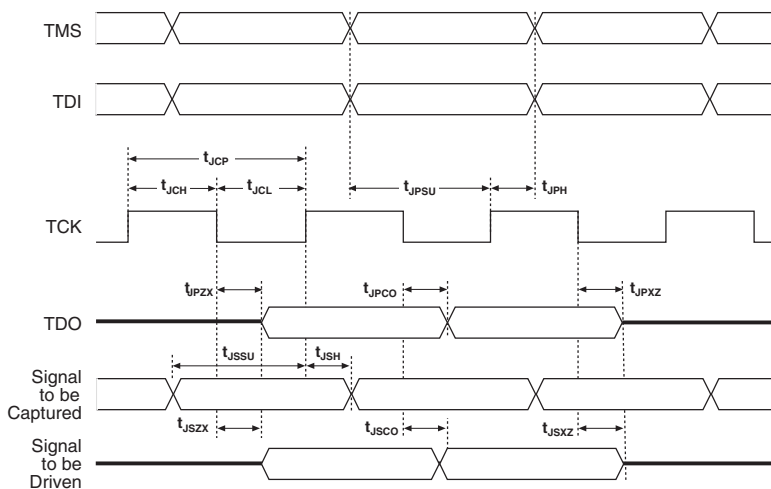 TMS
TDI
tJCP
tJCH
tJCL
tJPSU
tJPH
TCK
tJPZX
tJPCO
tJPXZ
TDO
tJSSU
tJSH
Signal
to be
Captured
tJSZX
tJSCO
tJSXZ
Signal
to be
Driven